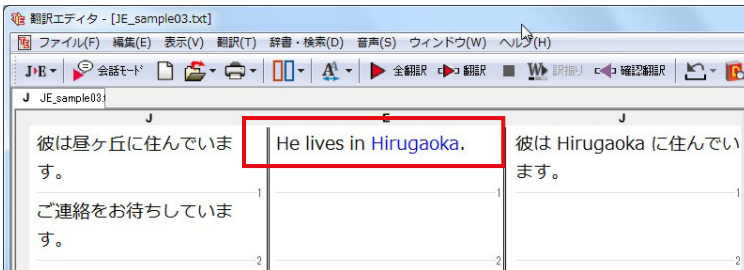 翻訳エディタ - [JE_sample03.txt]
ファイル(F) 編集(E) 表示(V) 翻訳(T) 辞書・検索(D) 音声(S) ウィンドウ(W) ヘルプ(H)
J▸E 会話ﾓｰﾄﾞ 全翻訳 翻訳 訳振り 確認翻訳
J JE_sample03.t
J E J
彼は昼ヶ丘に住んでいま
す。
1
He lives in Hirugaoka.
1
彼は Hirugaoka に住んでい
ます。
1
ご連絡をお待ちしていま
す。
2
2
2